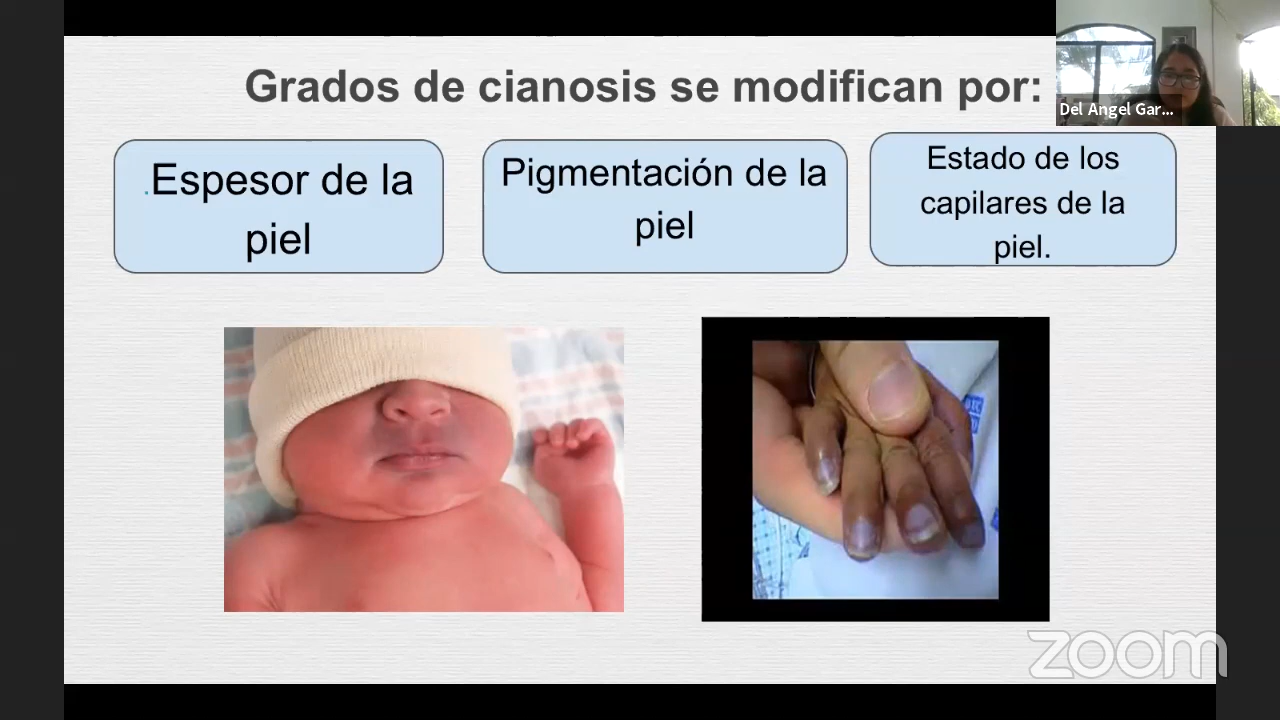 Grados de cianosis se modifican por:
Del Angel Gar...
.Espesor de la
piel
Pigmentación de la
piel
Estado de los
capilares de la
piel.
zoom